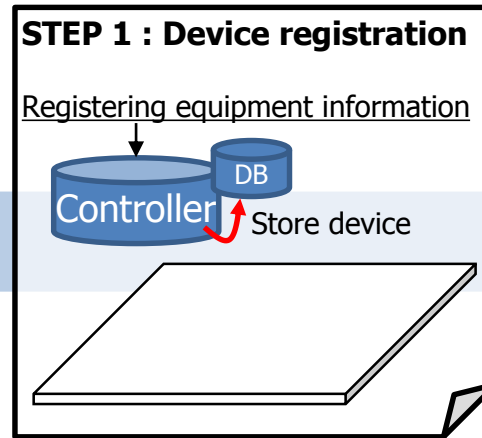 STEP 1 : Device registration
Registering equipment information
DB
Controller
Store device